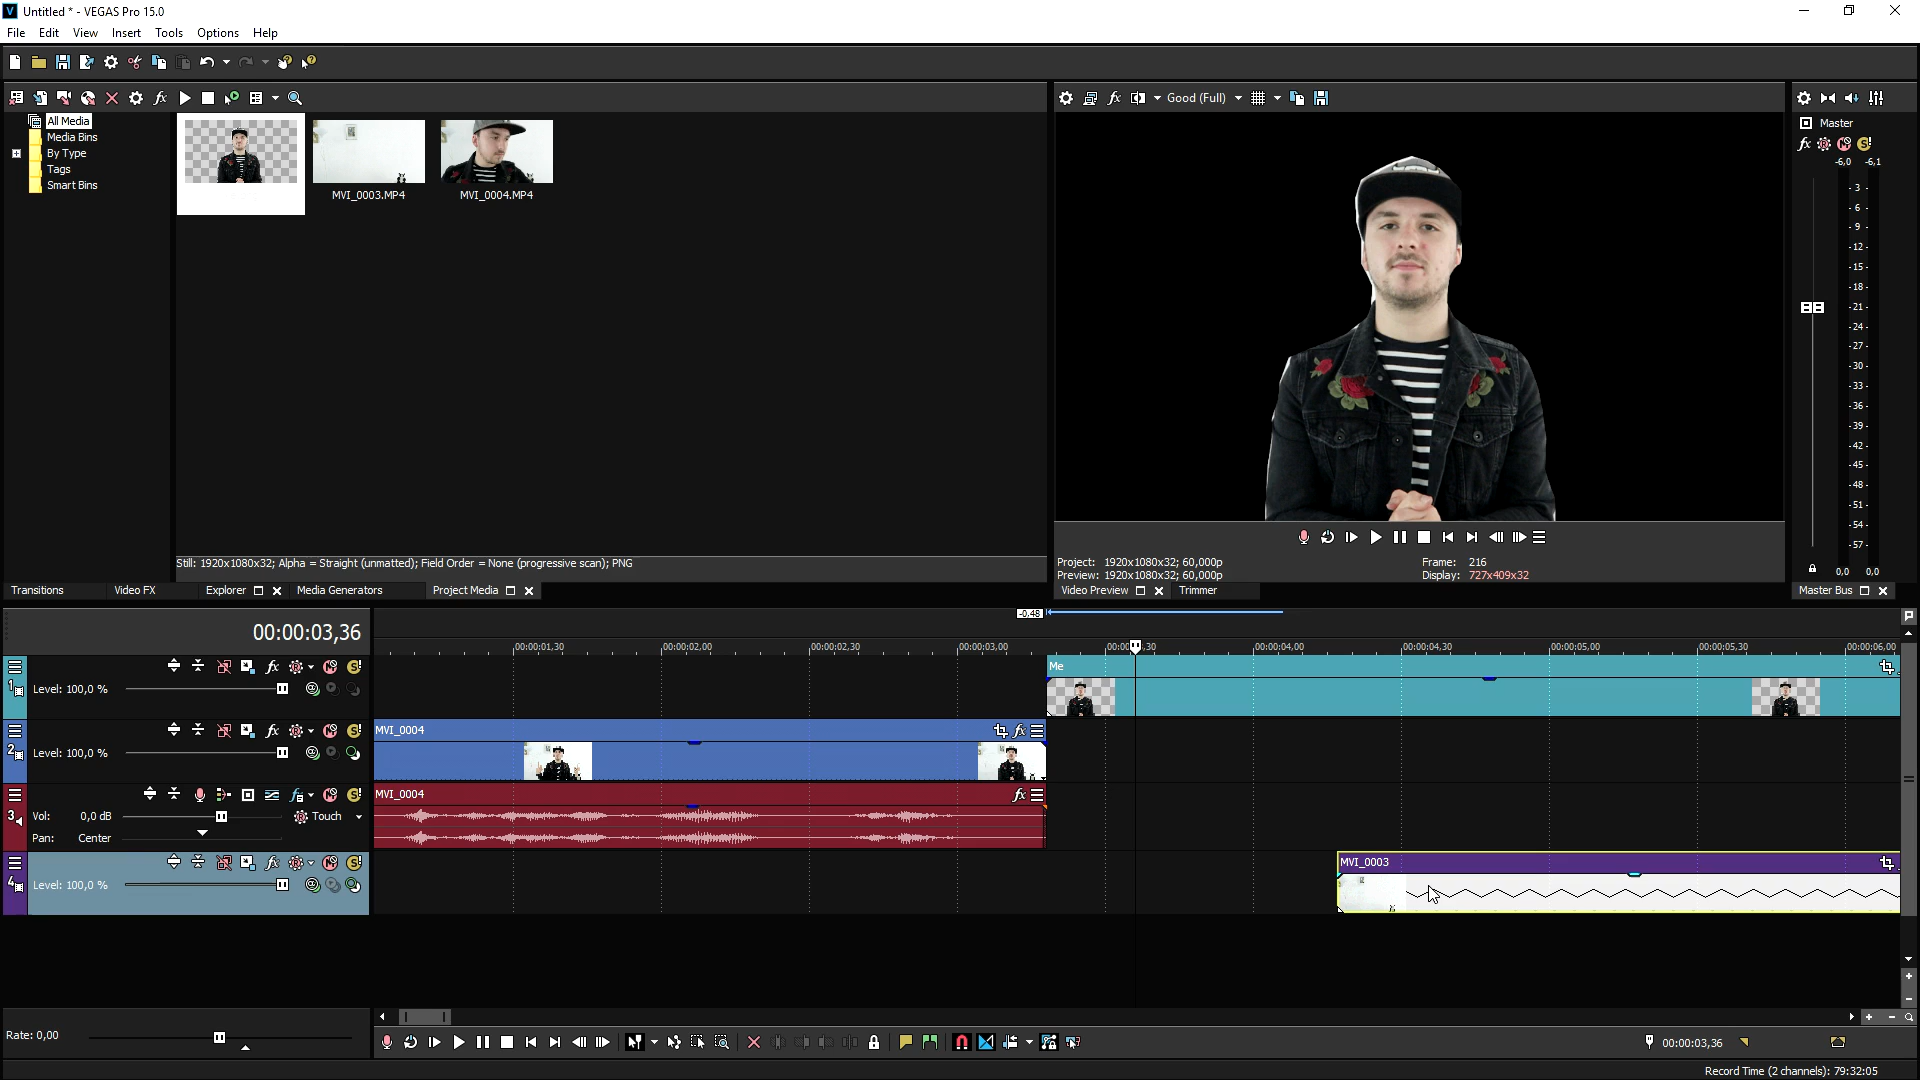 Untitled * - VEGAS Pro 15.0
File Edit View Insert Tools Options Help
Good (Full)
All Media
Media Bins
By Type
Tags
Smart Bins
MVI_0003.MP4
MVI_0004.MP4
Master
-6,0 -6,1
- 3 -
- 6 -
- 9 -
-12-
-15-
-18-
-21-
-24-
-27-
-30-
-33-
-36-
-39-
-42-
-45-
-48-
-51-
-54-
-57-
0,0 0,0
Still: 1920x1080x32; Alpha = Straight (unmatted); Field Order = None (progressive scan); PNG
Project: 1920x1080x32; 60,000p
Preview: 1920x1080x32; 60,000p
Frame: 216
Display: 727x409x32
Transitions Video FX Explorer Media Generators Project Media
Video Preview Trimmer
Master Bus
-0.48
00:00:03,36
00:00:01,30 00:00:02,00 00:00:02,30 00:00:03,00 00:00:04,00 00:00:04,30 00:00:05,00 00:00:05,30 00:00:06,00
1
Level: 100,0 %
Me
2
Level: 100,0 %
MVI_0004
3
Vol: 0,0 dB
Touch
Pan: Center
MVI_0004
4
Level: 100,0 %
MVI_0003
Rate: 0,00
00:00:03,36
Record Time (2 channels): 79:32:05